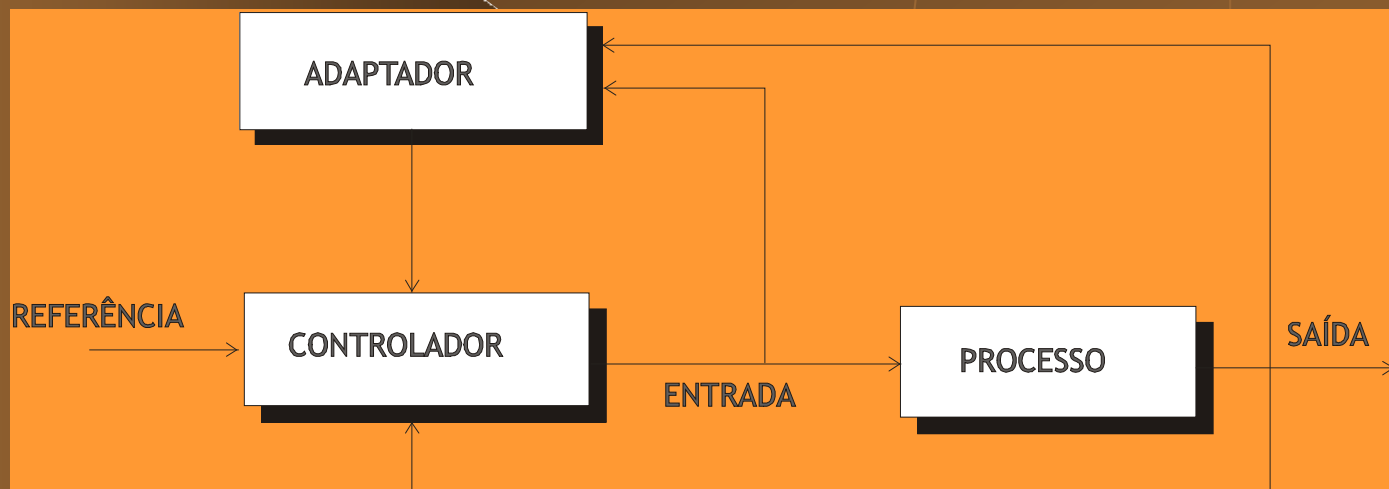 ADAPTADOR
REFERÊNCIA
CONTROLADOR
SAÍDA
PROCESSO
ENTRADA